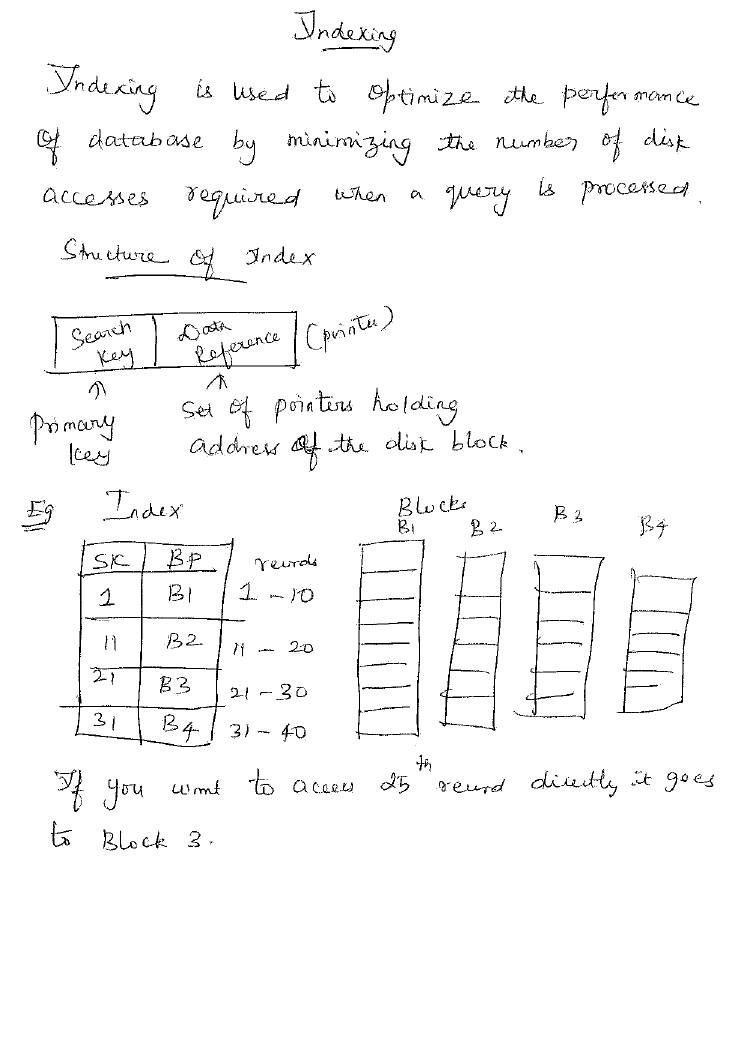 Indexing
Indexing is used to optimize the performance
of database by minimizing the number of disk
accesses required when a query is processed.
Structure of Index
Search Key
Data Reference
(pointer)
Primary key
Set of pointers holding
address of the disk block.
Eg Index
Blocks
B1 B2 B3 B4
SK BP records
1 B1 1 - 10
11 B2 11 - 20
21 B3 21 - 30
31 B4 31 - 40
If you want to access 25th record directly it goes
to Block 3.